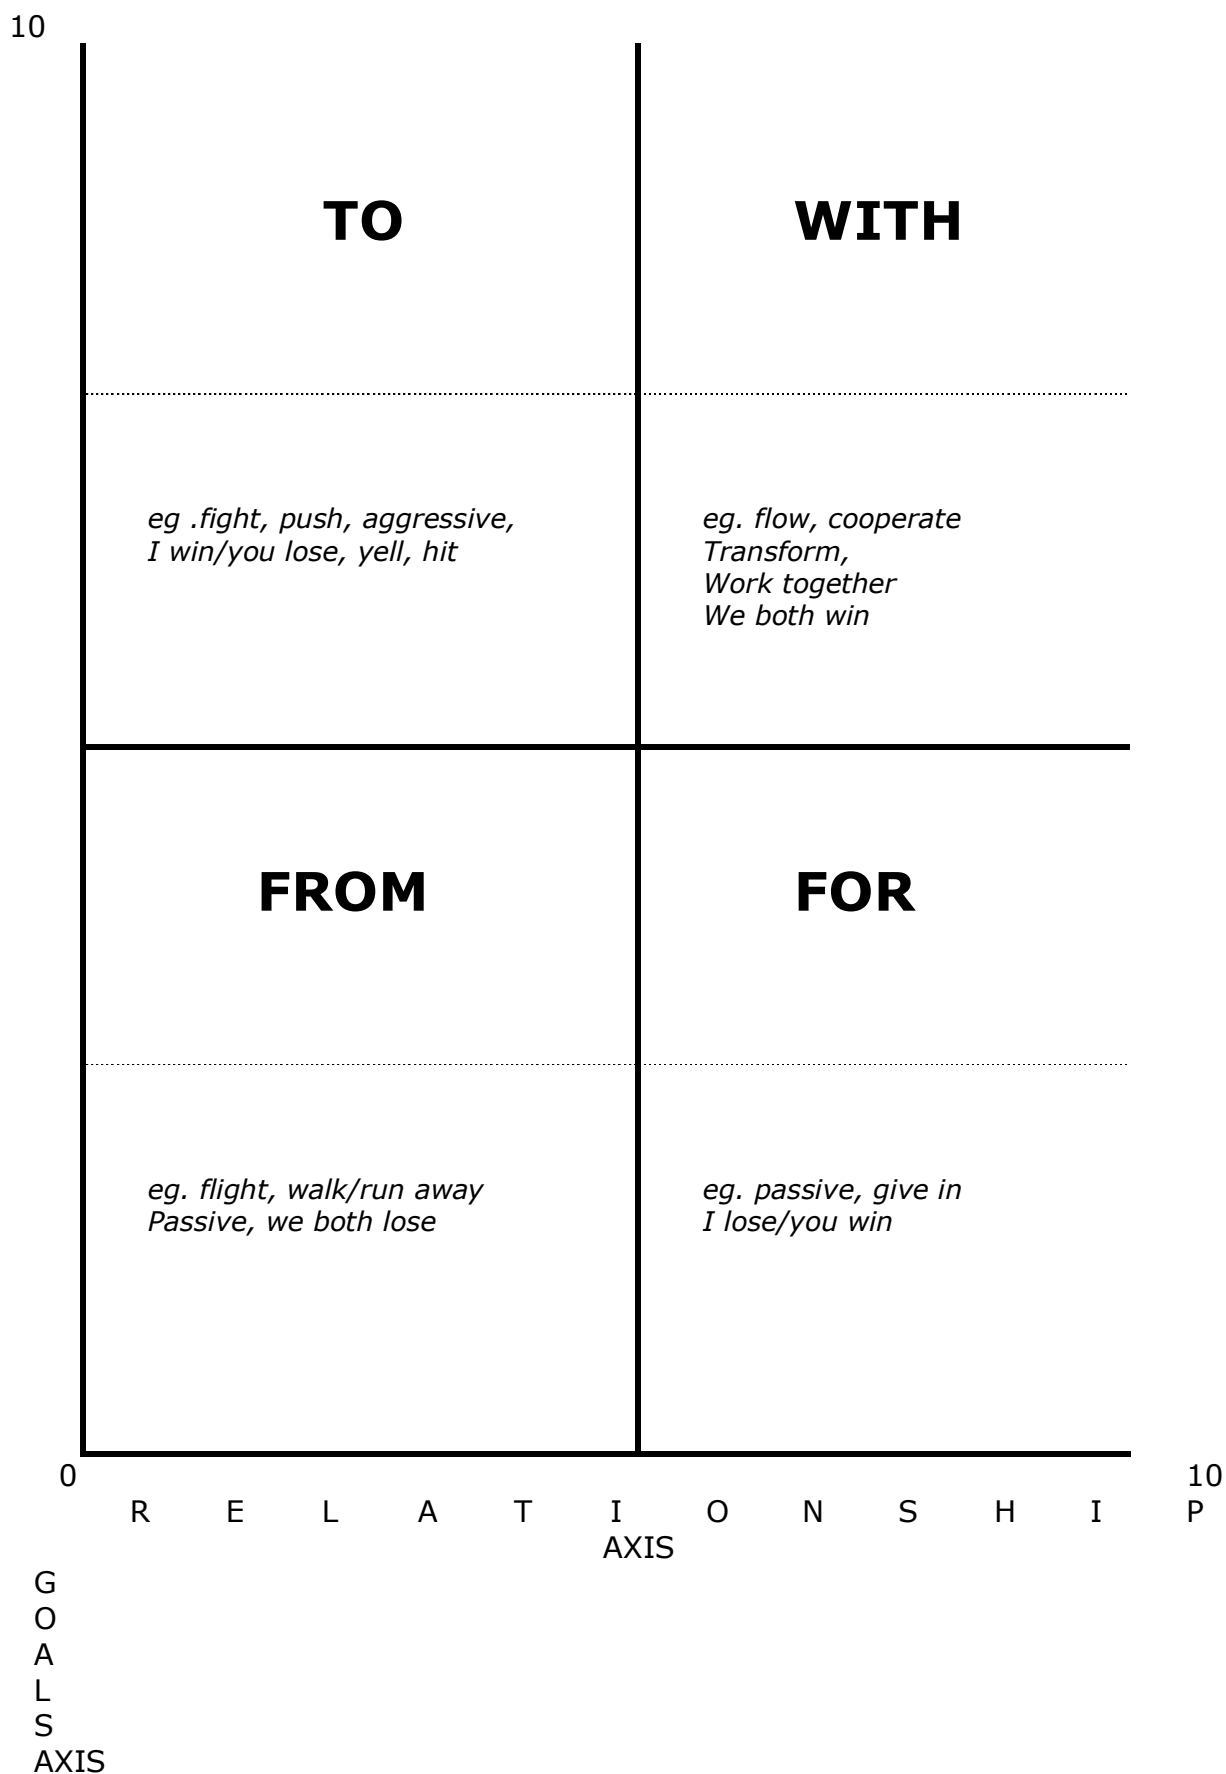 10
TO
WITH
eg .fight, push, aggressive,
I win/you lose, yell, hit
eg. flow, cooperate
Transform,
Work together
We both win
FROM
FOR
eg. flight, walk/run away
Passive, we both lose
eg. passive, give in
I lose/you win
0
10
R E L A T I O N S H I P
AXIS
G
O
A
L
S
AXIS